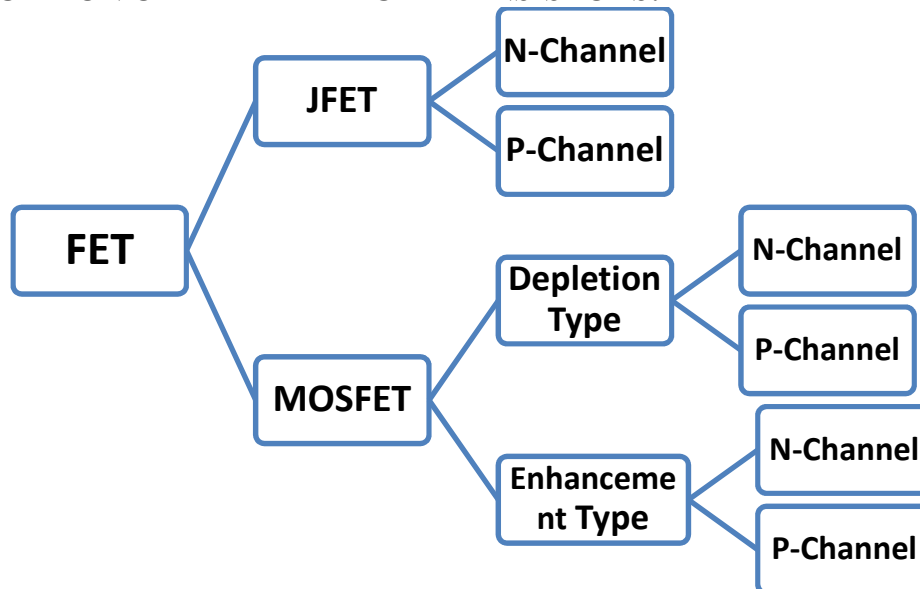 N-Channel
JFET
P-Channel
FET
N-Channel
Depletion
Type
P-Channel
MOSFET
N-Channel
Enhanceme
nt Type
P-Channel